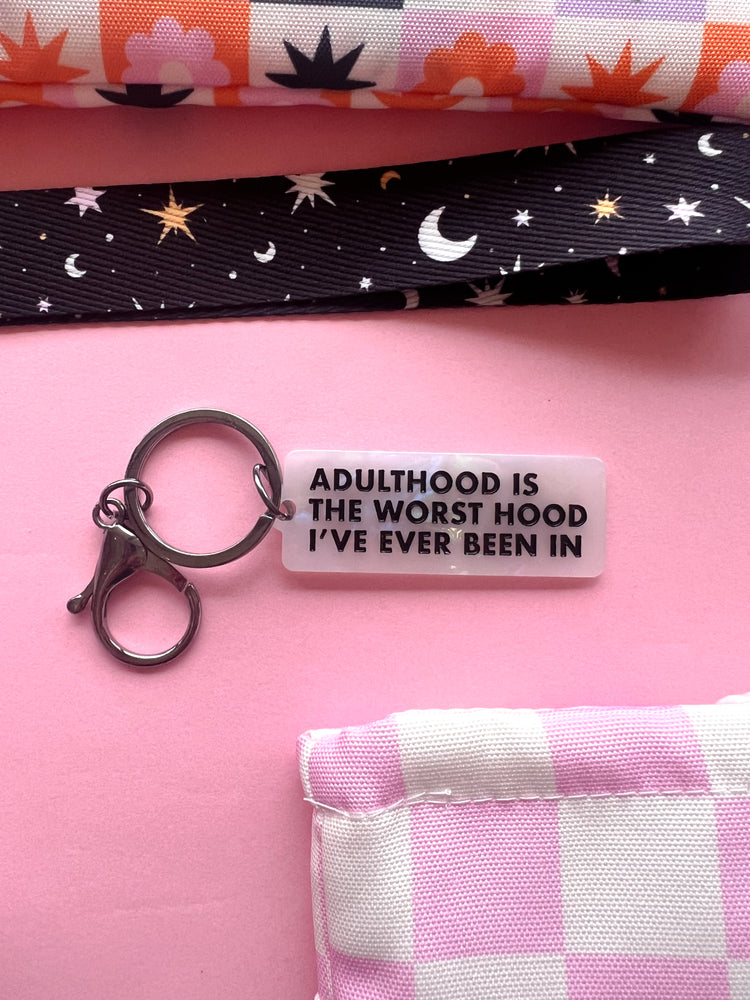 ADULTHOOD IS
THE WORST HOOD
I'VE EVER BEEN IN